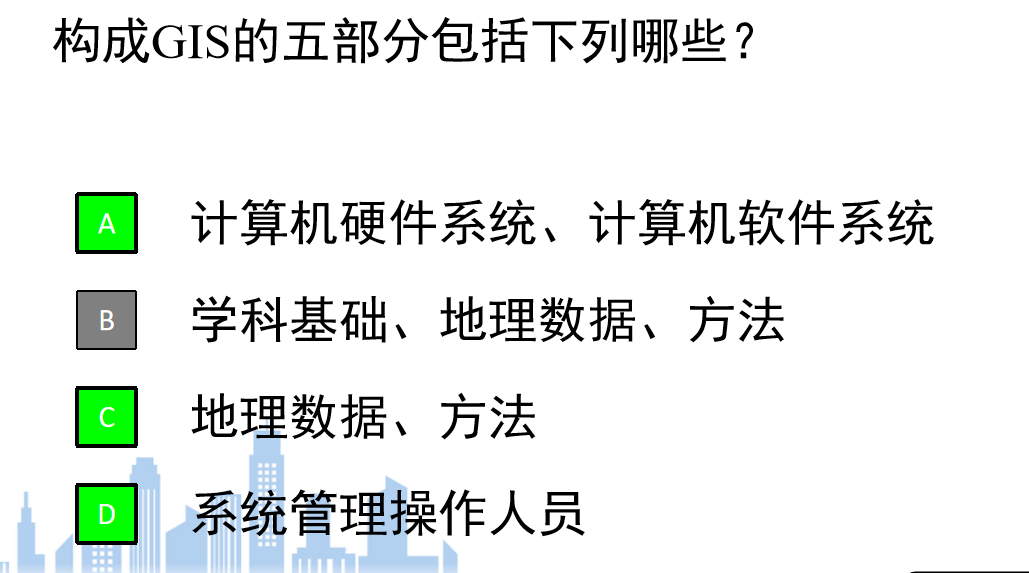 构成GIS的五部分包括下列哪些？
A 计算机硬件系统、计算机软件系统
B 学科基础、地理数据、方法
C 地理数据、方法
D 系统管理操作人员